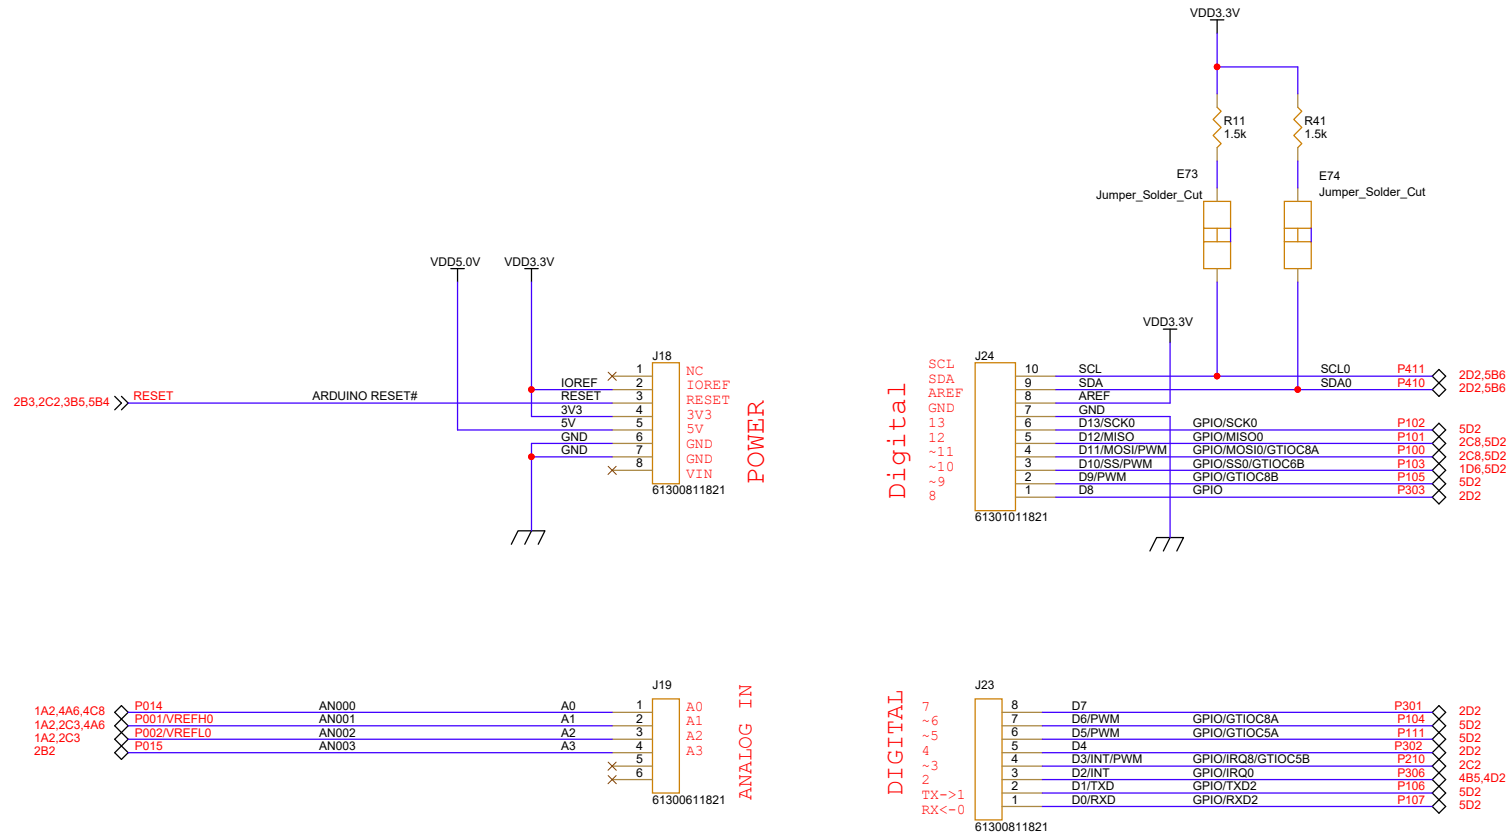 VDD3.3V
R11
1.5k
R41
1.5k
E73
Jumper_Solder_Cut
E74
Jumper_Solder_Cut
VDD5.0V
VDD3.3V
J18
1 NC
IOREF 2 IOREF
2B3,2C2,3B5,5B4 RESET ARDUINO RESET# RESET 3 RESET
3V3 4 3V3
5V 5 5V
GND 6 GND
GND 7 GND
8 VIN
61300811821
POWER
VDD3.3V
J24
Digital
SCL 10 SCL SCL0 P411 2D2,5B6
SDA 9 SDA SDA0 P410 2D2,5B6
AREF 8 AREF
GND 7 GND
13 6 D13/SCK0 GPIO/SCK0 P102 5D2
12 5 D12/MISO GPIO/MISO0 P101 2C8,5D2
~11 4 D11/MOSI/PWM GPIO/MOSI0/GTIOC8A P100 2C8,5D2
~10 3 D10/SS/PWM GPIO/SS0/GTIOC6B P103 1D6,5D2
~9 2 D9/PWM GPIO/GTIOC8B P105 5D2
8 1 D8 GPIO P303 2D2
61301011821
J19
1A2,4A6,4C8 P014 AN000 A0 1 A0
1A2,2C3,4A6 P001/VREFH0 AN001 A1 2 A1
1A2,2C3 P002/VREFL0 AN002 A2 3 A2
2B2 P015 AN003 A3 4 A3
5
6
61300611821
ANALOG IN
J23
DIGITAL
7 8 D7 P301 2D2
~6 7 D6/PWM GPIO/GTIOC8A P104 5D2
~5 6 D5/PWM GPIO/GTIOC5A P111 5D2
4 5 D4 P302 2D2
~3 4 D3/INT/PWM GPIO/IRQ8/GTIOC5B P210 2C2
2 3 D2/INT GPIO/IRQ0 P306 4B5,4D2
TX->1 2 D1/TXD GPIO/TXD2 P106 5D2
RX<-0 1 D0/RXD GPIO/RXD2 P107 5D2
61300811821